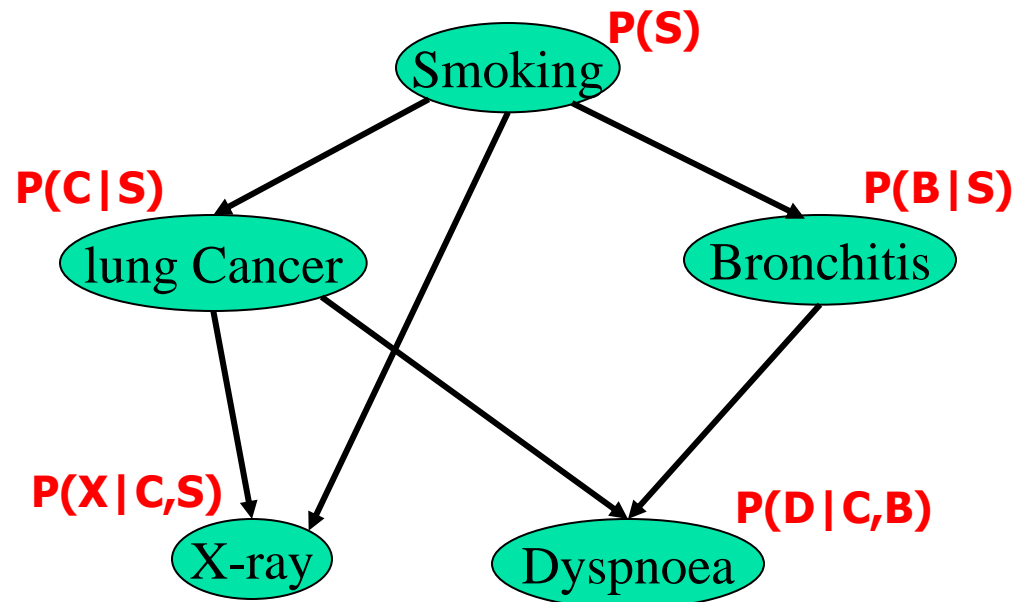 P(S)
Smoking
P(C|S)
P(B|S)
lung Cancer
Bronchitis
P(X|C,S)
P(D|C,B)
X-ray
Dyspnoea